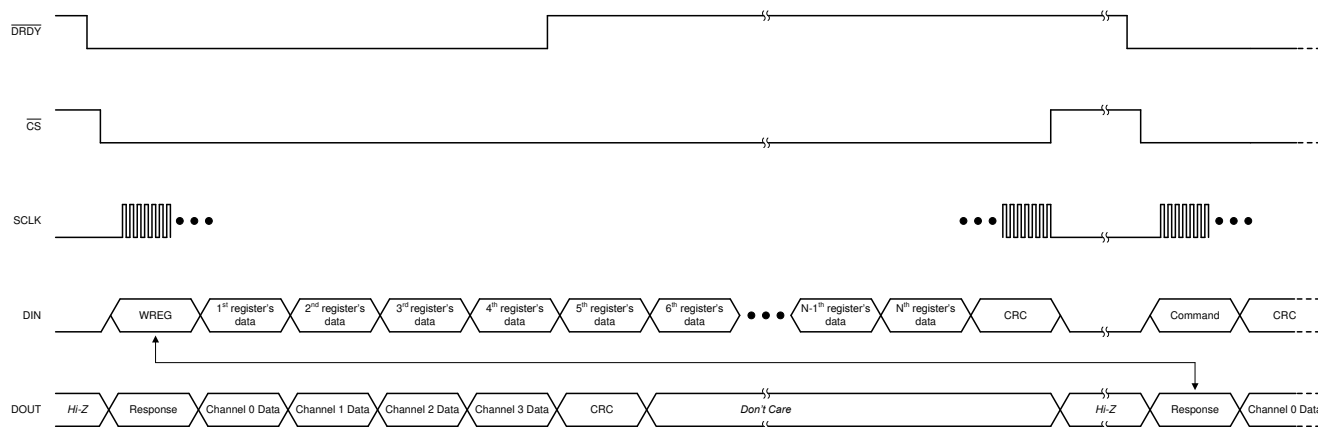 DRDY
CS
SCLK
DIN
WREG
1st register's
data
2nd register's
data
3rd register's
data
4th register's
data
5th register's
data
6th register's
data
N-1th register's
data
Nth register's
data
CRC
Command
CRC
DOUT
Hi-Z
Response
Channel 0 Data
Channel 1 Data
Channel 2 Data
Channel 3 Data
CRC
Don't Care
Hi-Z
Response
Channel 0 Data